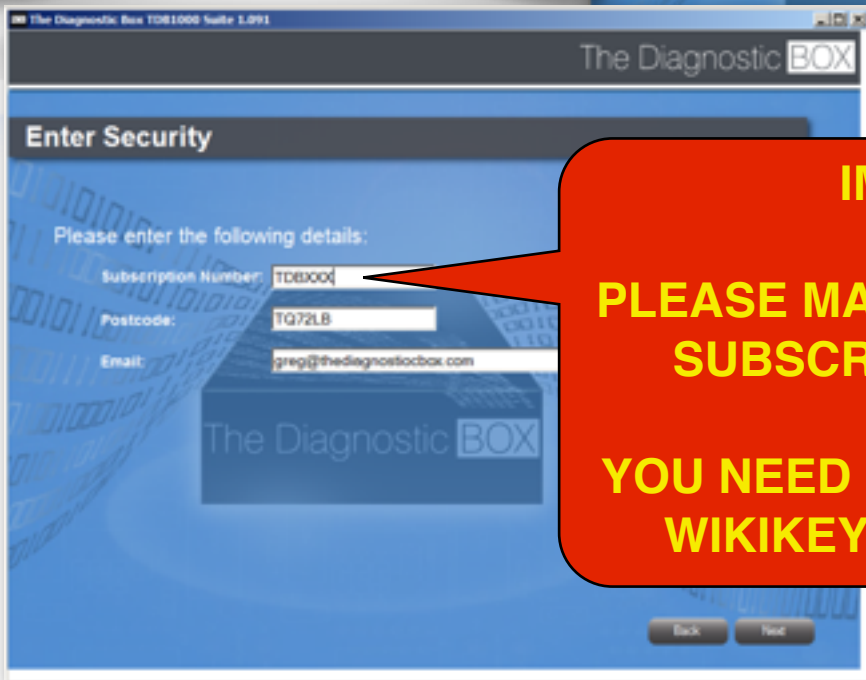 The Diagnostic Box TDB1000 Suite 1.091
The Diagnostic BOX
Enter Security
Please enter the following details:
Subscription Number: TDBXXX
Postcode: TQ72LB
Email: greg@thediagnosticbox.com
The Diagnostic BOX
IM
PLEASE MA
SUBSCR
YOU NEED
WIKIKEY
Back Next